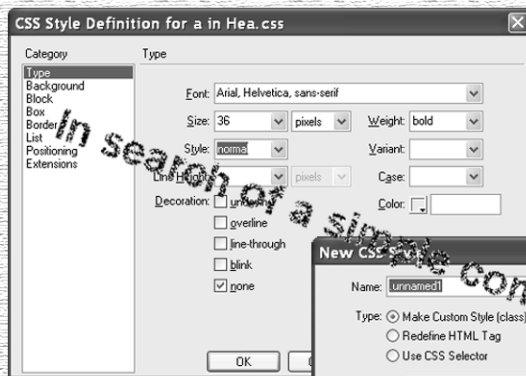 CSS Style Definition for a in Hea.css
Category
Type
Type
Background
Block
Box
Border
List
Positioning
Extensions
Font: Arial, Helvetica, sans-serif
Size: 36 pixels Weight: bold
Style: normal Variant:
Line Height: pixels Case:
Decoration: underline Color:
overline
line-through
blink
none
OK
In search of a simple com
New CSS Style
Name: .unnamed1
Type: Make Custom Style (class)
Redefine HTML Tag
Use CSS Selector